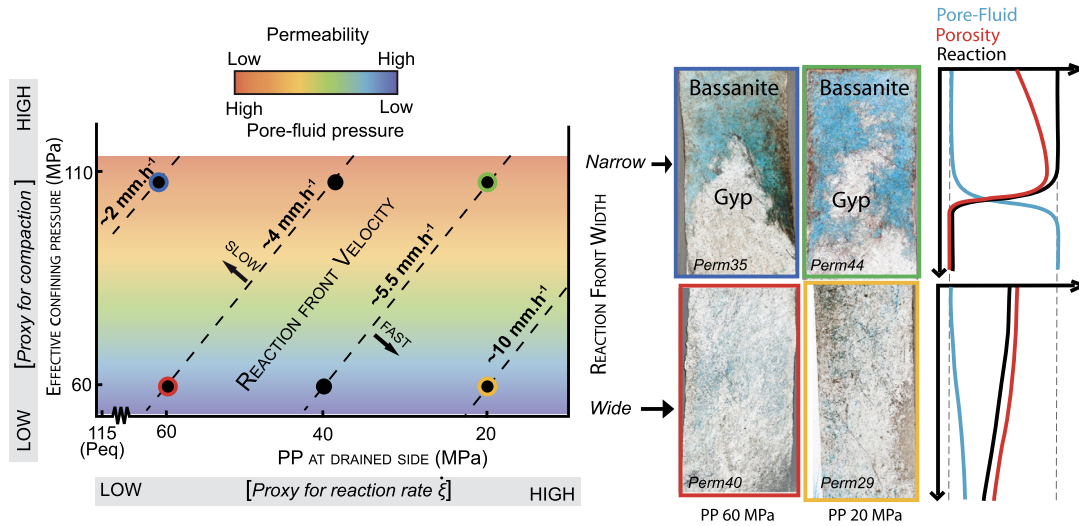 Permeability
Low
High
High
Low
Pore-fluid pressure
HIGH
[Proxy for compaction]
LOW
Effective confining pressure (MPa)
110
60
~2 mm.h-1
~4 mm.h-1
~5.5 mm.h-1
~10 mm.h-1
SLOW
Reaction front Velocity
FAST
115
(Peq)
60
40
20
PP at drained side (MPa)
LOW
[Proxy for reaction rate ξ̇]
HIGH
Reaction Front Width
Narrow
Wide
Bassanite
Gyp
Perm35
Bassanite
Gyp
Perm44
Perm40
Perm29
PP 60 MPa
PP 20 MPa
Pore-Fluid
Porosity
Reaction